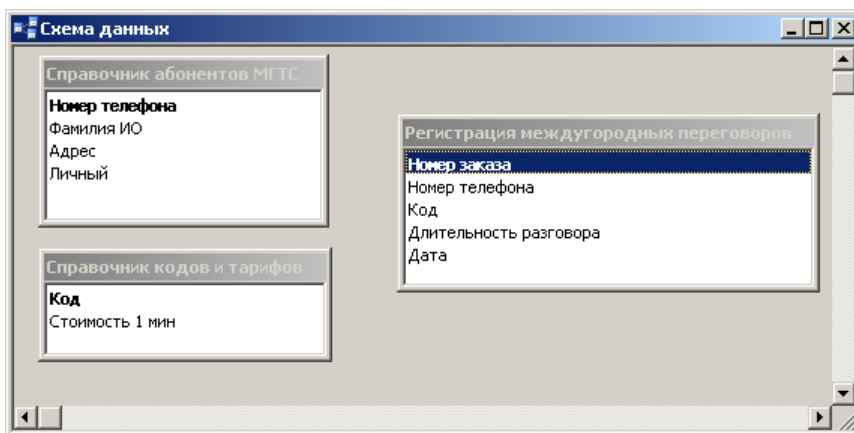 Схема данных
Справочник абонентов МГТС
Номер телефона
Фамилия ИО
Адрес
Личный
Регистрация междугородных переговоров
Номер заказа
Номер телефона
Код
Длительность разговора
Дата
Справочник кодов и тарифов
Код
Стоимость 1 мин